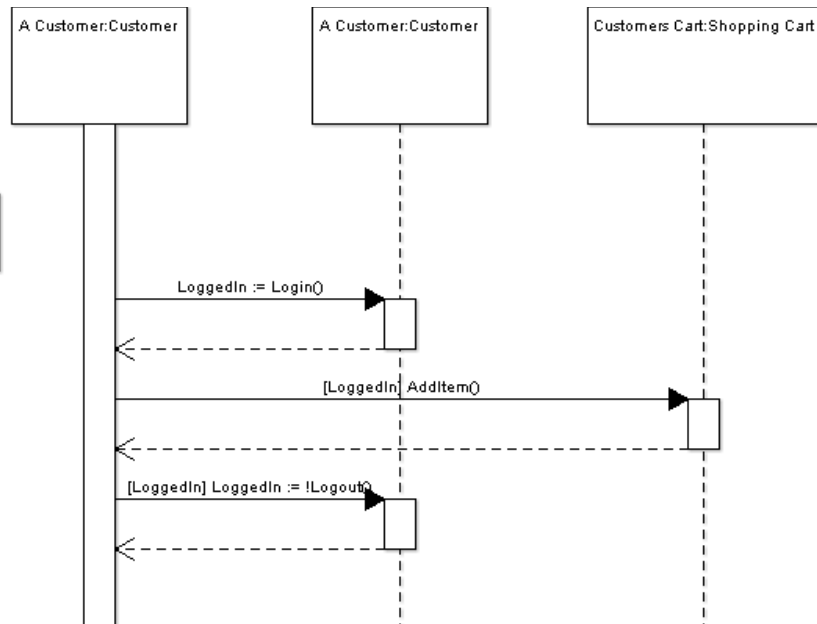 A Customer:Customer
A Customer:Customer
Customers Cart:Shopping Cart
LoggedIn := Login()
[LoggedIn] AddItem()
[LoggedIn] LoggedIn := !Logout()